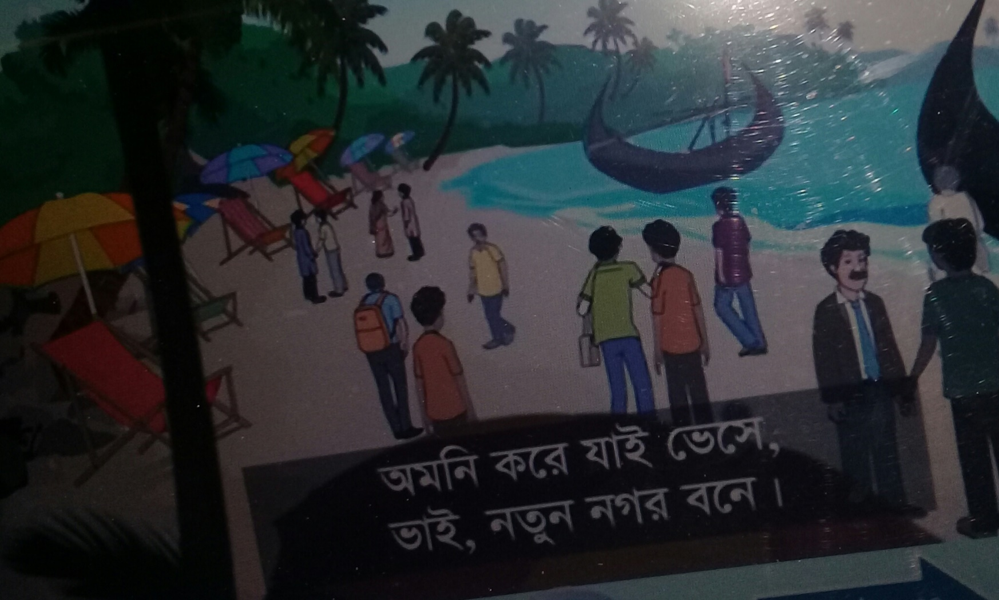 অমনি করে যাই ভেসে,
ভাই, নতুন নগর বনে।